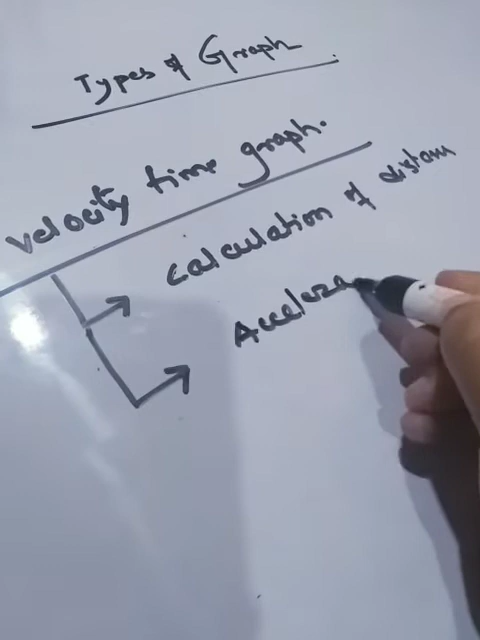 Types of Graph
velocity time graph.
calculation of distan
Accelera